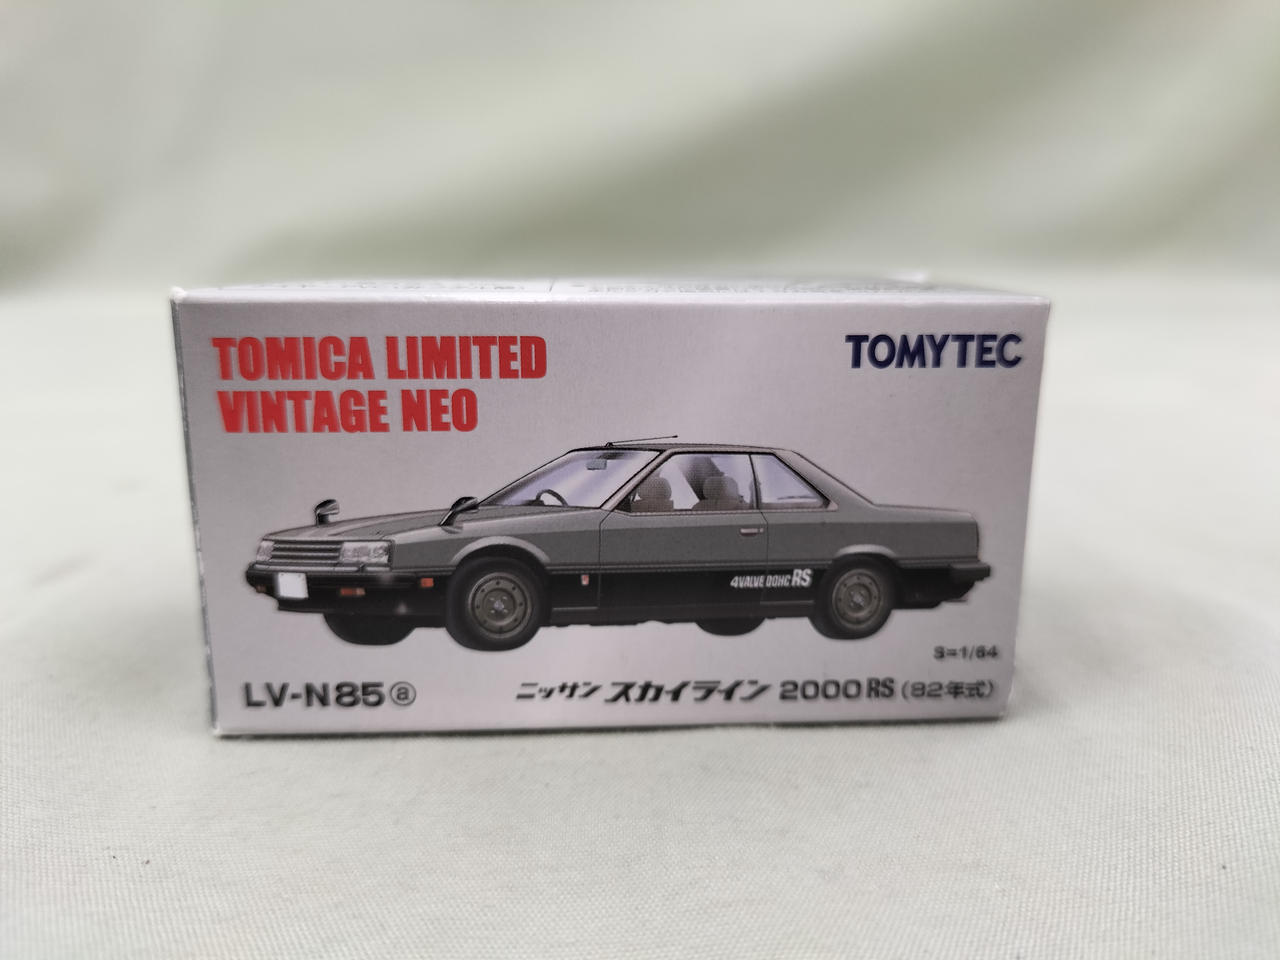 TOMICA LIMITED
VINTAGE NEO
TOMYTEC
4VALVE DOHC RS
S=1/64
LV-N85ⓐ
ニッサン スカイライン 2000RS (82年式)